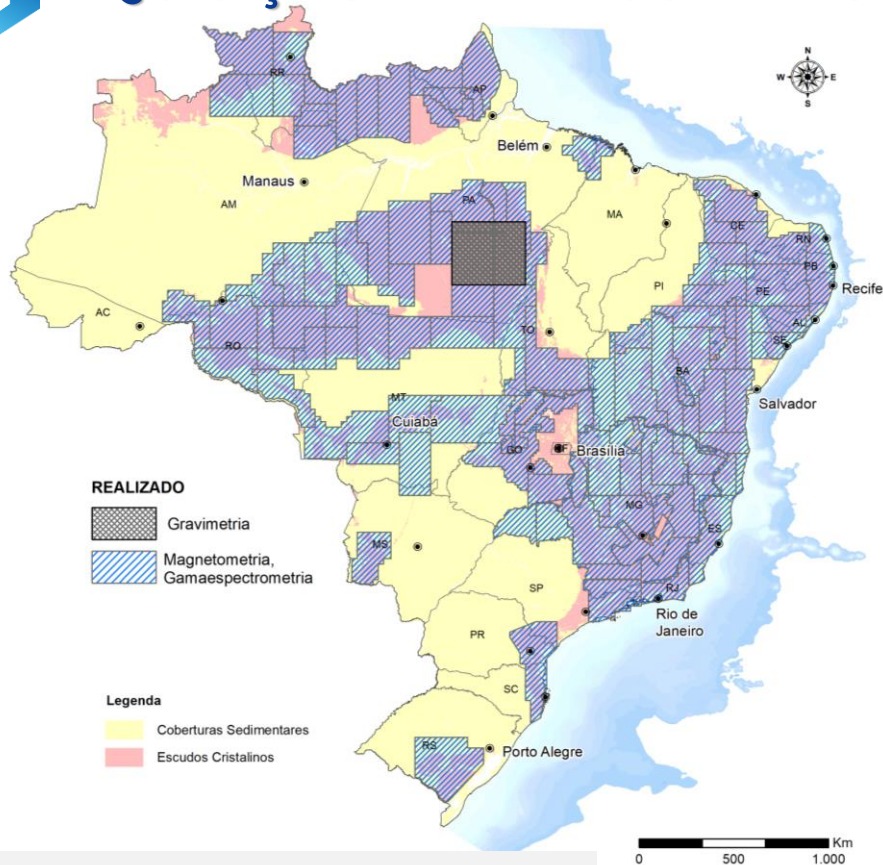 N
W E
S
RR
AP
Belém
Manaus
AM
PA
MA
CE
RN
PB
PI
PE
Recife
AC
TO
AL
RO
SE
BA
MT
Salvador
Cuiabá
GO
DF
Brasília
REALIZADO
Gravimetria
MG
ES
Magnetometria,
Gamaespectrometria
MS
SP
RJ
Rio de
Janeiro
PR
SC
Legenda
Coberturas Sedimentares
Escudos Cristalinos
RS
Porto Alegre
Km
0 500 1.000